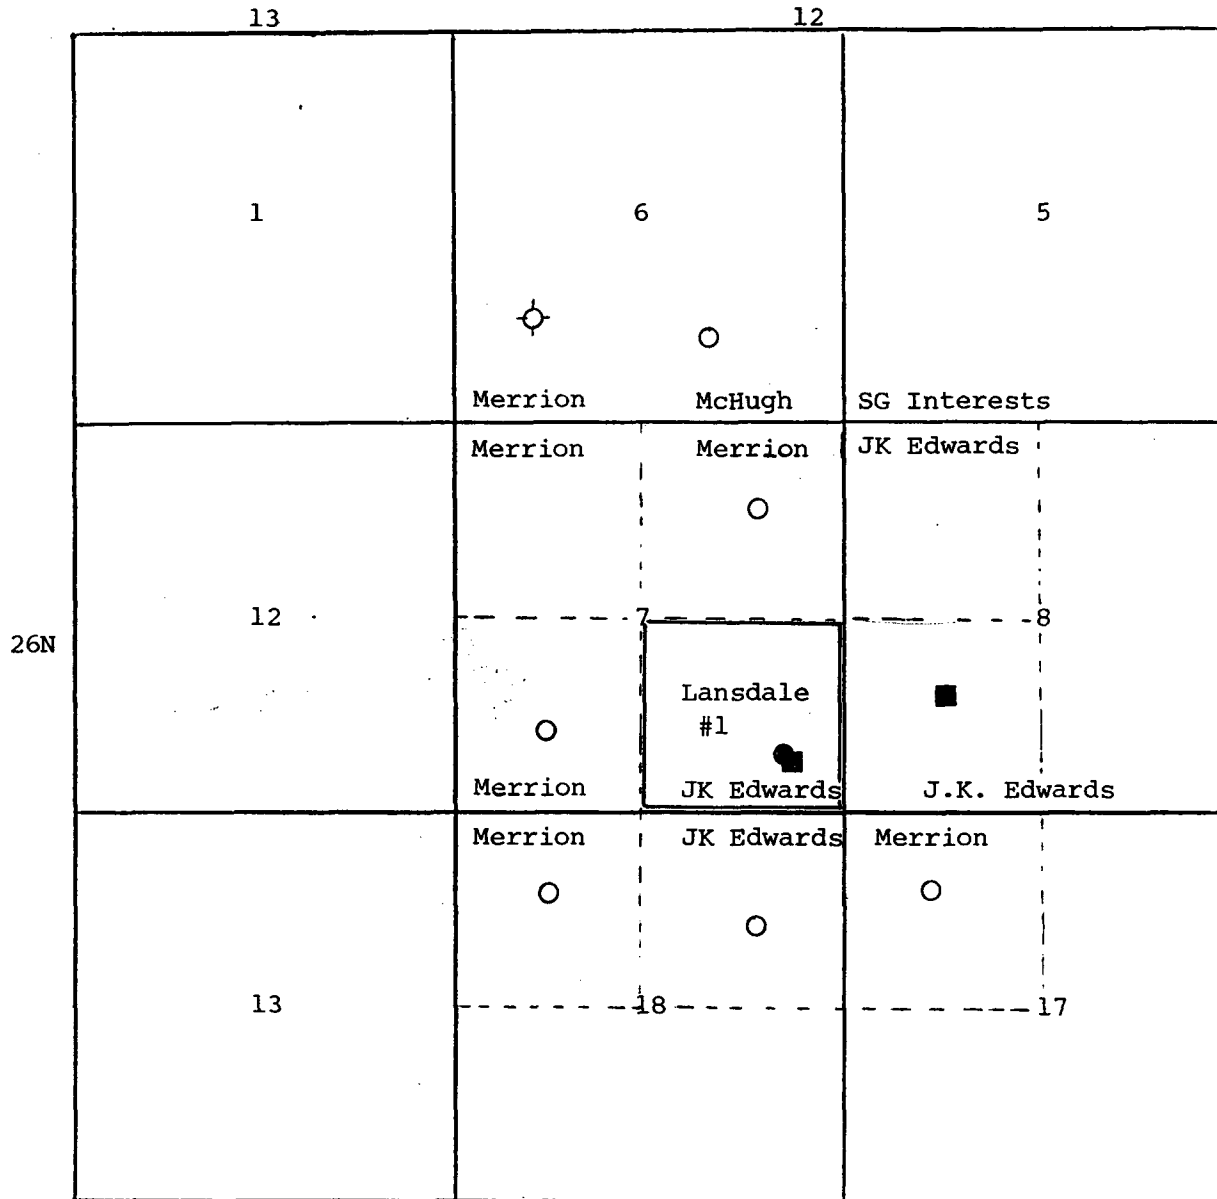 13 12
1 6 5
Merrion McHugh SG Interests
Merrion Merrion JK Edwards
12 7 8
26N
Lansdale
#1
Merrion JK Edwards J.K. Edwards
Merrion JK Edwards Merrion
13 18 17